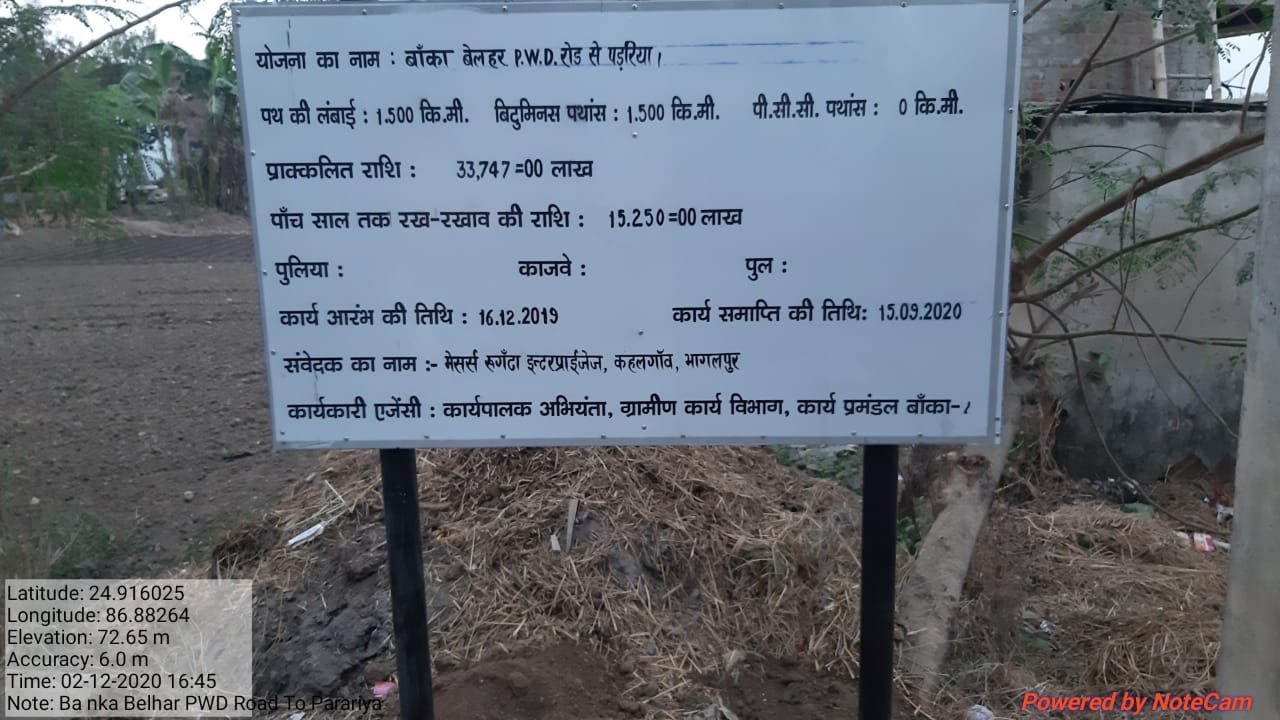 योजना का नाम : बाँका बेलहर P.W.D. रोड से पड़रिया।
पथ की लंबाई : 1.500 कि.मी. बिटुमिनस पथांस : 1.500 कि.मी. पी.सी.सी. पथांस : 0 कि.मी.
प्राक्कलित राशि : 33,747=00 लाख
पाँच साल तक रख-रखाव की राशि : 15.250=00 लाख
पुलिया : काजवे : पुल :
कार्य आरंभ की तिथि : 16.12.2019 कार्य समाप्ति की तिथि: 15.09.2020
संवेदक का नाम :- मेसर्स रूगँटा इन्टरप्राईजेज, कहलगाँव, भागलपुर
कार्यकारी एजेंसी : कार्यपालक अभियंता, ग्रामीण कार्य विभाग, कार्य प्रमंडल बाँका-1
Latitude: 24.916025
Longitude: 86.88264
Elevation: 72.65 m
Accuracy: 6.0 m
Time: 02-12-2020 16:45
Note: Ba nka Belhar PWD Road To Parariya
Powered by NoteCam